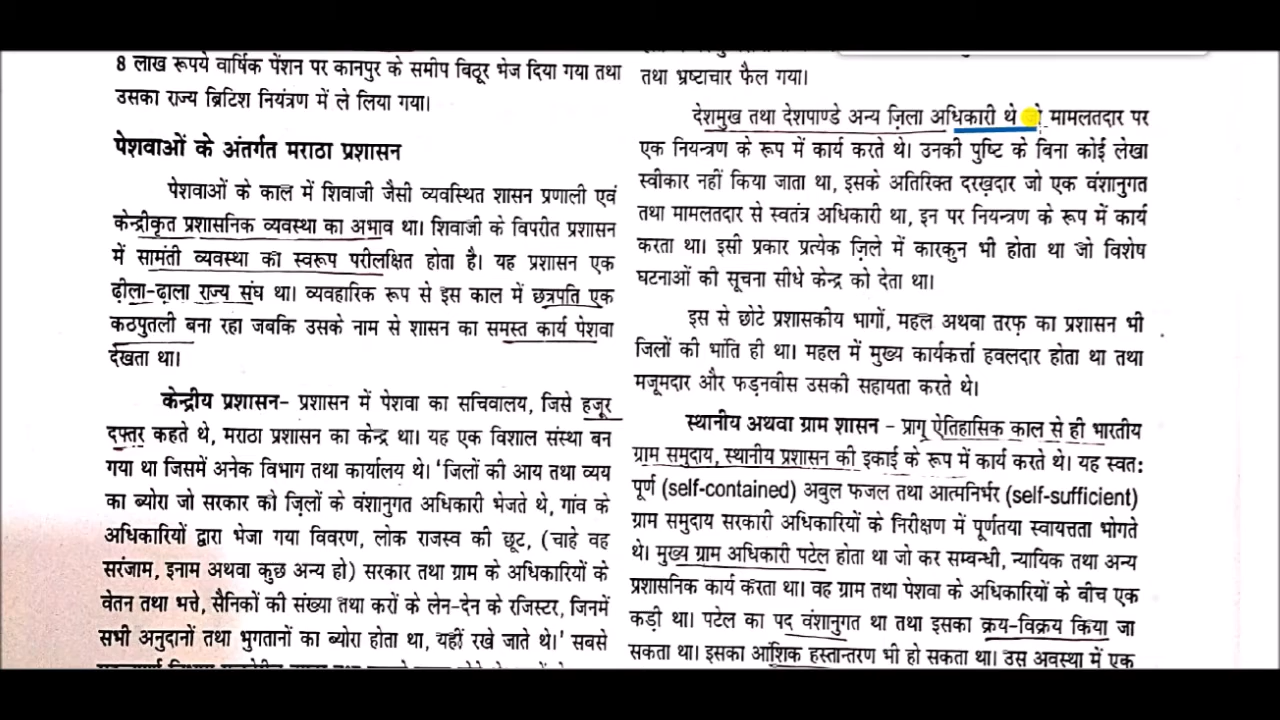 8 लाख रूपये वार्षिक पेंशन पर कानपुर के समीप बिठूर भेज दिया गया तथा
उसका राज्य ब्रिटिश नियंत्रण में ले लिया गया।
पेशवाओं के अंतर्गत मराठा प्रशासन
पेशवाओं के काल में शिवाजी जैसी व्यवस्थित शासन प्रणाली एवं
केन्द्रीकृत प्रशासनिक व्यवस्था का अभाव था। शिवाजी के विपरीत प्रशासन
में सामंती व्यवस्था का स्वरूप परीलक्षित होता है। यह प्रशासन एक
ढ़ीला-ढ़ाला राज्य संघ था। व्यवहारिक रूप से इस काल में छत्रपति एक
कठपुतली बना रहा जबकि उसके नाम से शासन का समस्त कार्य पेशवा
देखता था।
केन्द्रीय प्रशासन- प्रशासन में पेशवा का सचिवालय, जिसे हजूर
दफ्तर कहते थे, मराठा प्रशासन का केन्द्र था। यह एक विशाल संस्था बन
गया था जिसमें अनेक विभाग तथा कार्यालय थे। 'जिलों की आय तथा व्यय
का ब्योरा जो सरकार को ज़िलों के वंशानुगत अधिकारी भेजते थे, गांव के
अधिकारियों द्वारा भेजा गया विवरण, लोक राजस्व की छूट, (चाहे वह
सरंजाम, इनाम अथवा कुछ अन्य हो) सरकार तथा ग्राम के अधिकारियों के
वेतन तथा भत्ते, सैनिकों की संख्या तथा करों के लेन-देन के रजिस्टर, जिनमें
सभी अनुदानों तथा भुगतानों का ब्योरा होता था, यहीं रखे जाते थे।' सबसे
तथा भ्रष्टाचार फैल गया।
देशमुख तथा देशपाण्डे अन्य ज़िला अधिकारी थे मामलतदार पर
एक नियन्त्रण के रूप में कार्य करते थे। उनकी पुष्टि के बिना कोई लेखा
स्वीकार नहीं किया जाता था, इसके अतिरिक्त दरख़दार जो एक वंशानुगत
तथा मामलतदार से स्वतंत्र अधिकारी था, इन पर नियन्त्रण के रूप में कार्य
करता था। इसी प्रकार प्रत्येक ज़िले में कारकुन भी होता था जो विशेष
घटनाओं की सूचना सीधे केन्द्र को देता था।
इस से छोटे प्रशासकीय भागों, महल अथवा तरफ़ का प्रशासन भी
जिलों की भांति ही था। महल में मुख्य कार्यकर्त्ता हवलदार होता था तथा
मजूमदार और फड़नवीस उसकी सहायता करते थे।
स्थानीय अथवा ग्राम शासन - प्रागू ऐतिहासिक काल से ही भारतीय
ग्राम समुदाय, स्थानीय प्रशासन की इकाई के रूप में कार्य करते थे। यह स्वत:
पूर्ण (self-contained) अबुल फजल तथा आत्मनिर्भर (self-sufficient)
ग्राम समुदाय सरकारी अधिकारियों के निरीक्षण में पूर्णतया स्वायत्तता भोगते
थे। मुख्य ग्राम अधिकारी पटेल होता था जो कर सम्बन्धी, न्यायिक तथा अन्य
प्रशासनिक कार्य करता था। वह ग्राम तथा पेशवा के अधिकारियों के बीच एक
कड़ी था। पटेल का पद वंशानुगत था तथा इसका क्रय-विक्रय किया जा
सकता था। इसका आंशिक हस्तान्तरण भी हो सकता था। उस अवस्था में एक